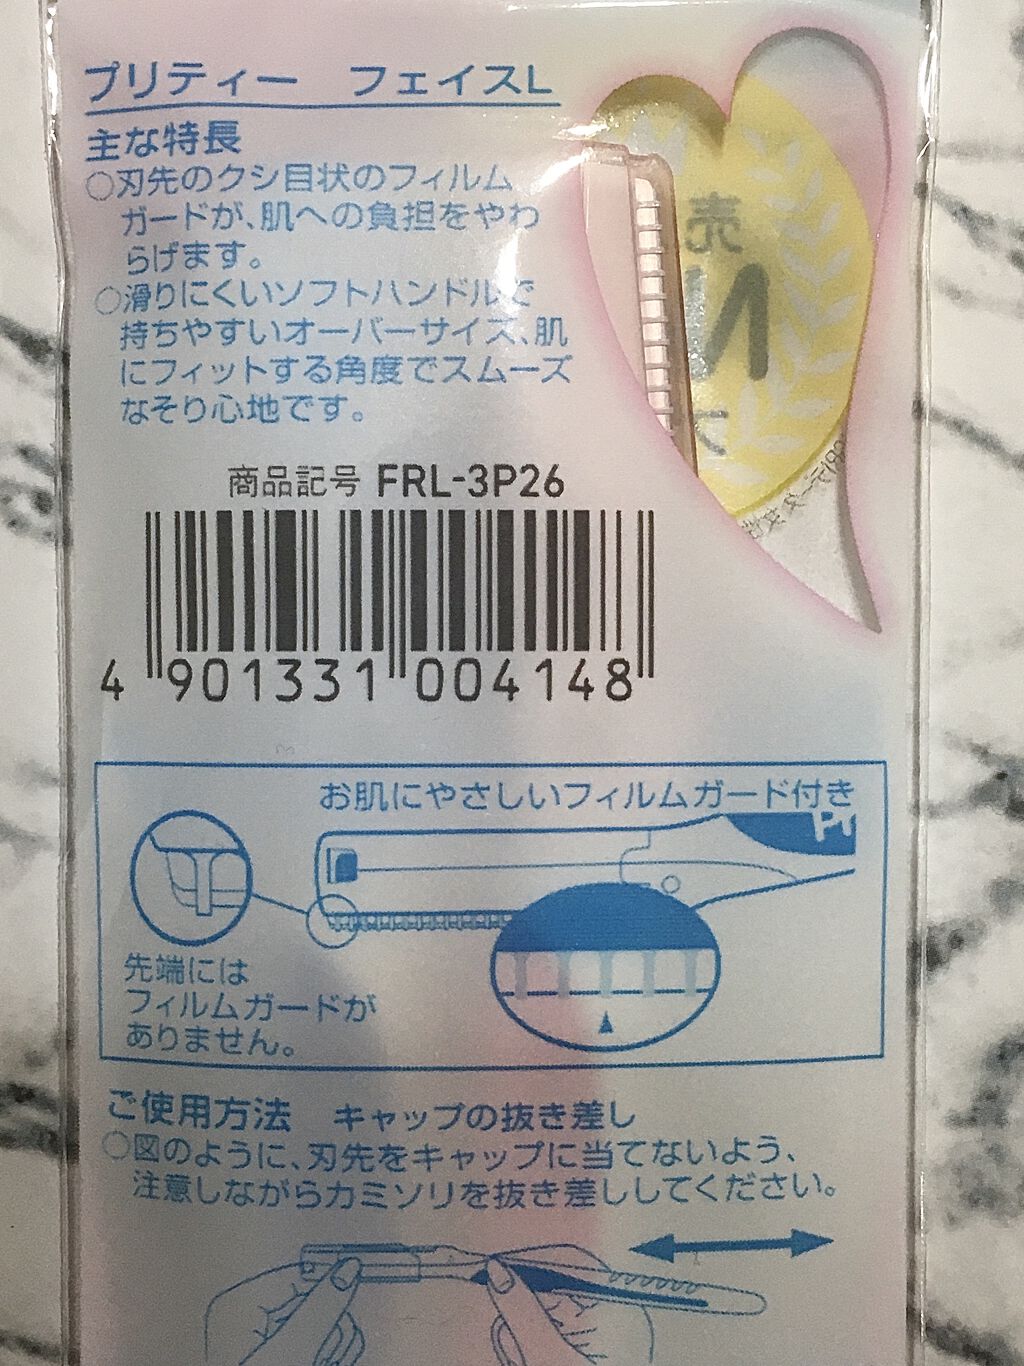 プリティー　フェイスL
主な特長
○刃先のクシ目状のフィルム
ガードが、肌への負担をやわ
らげます。
○滑りにくいソフトハンドルで
持ちやすいオーバーサイズ、肌
にフィットする角度でスムーズ
なそり心地です。
売
商品記号 FRL-3P26
4 901331 004148
お肌にやさしいフィルムガード付き
先端には
フィルムガードが
ありません。
ご使用方法　キャップの抜き差し
○図のように、刃先をキャップに当てないよう、
注意しながらカミソリを抜き差ししてください。